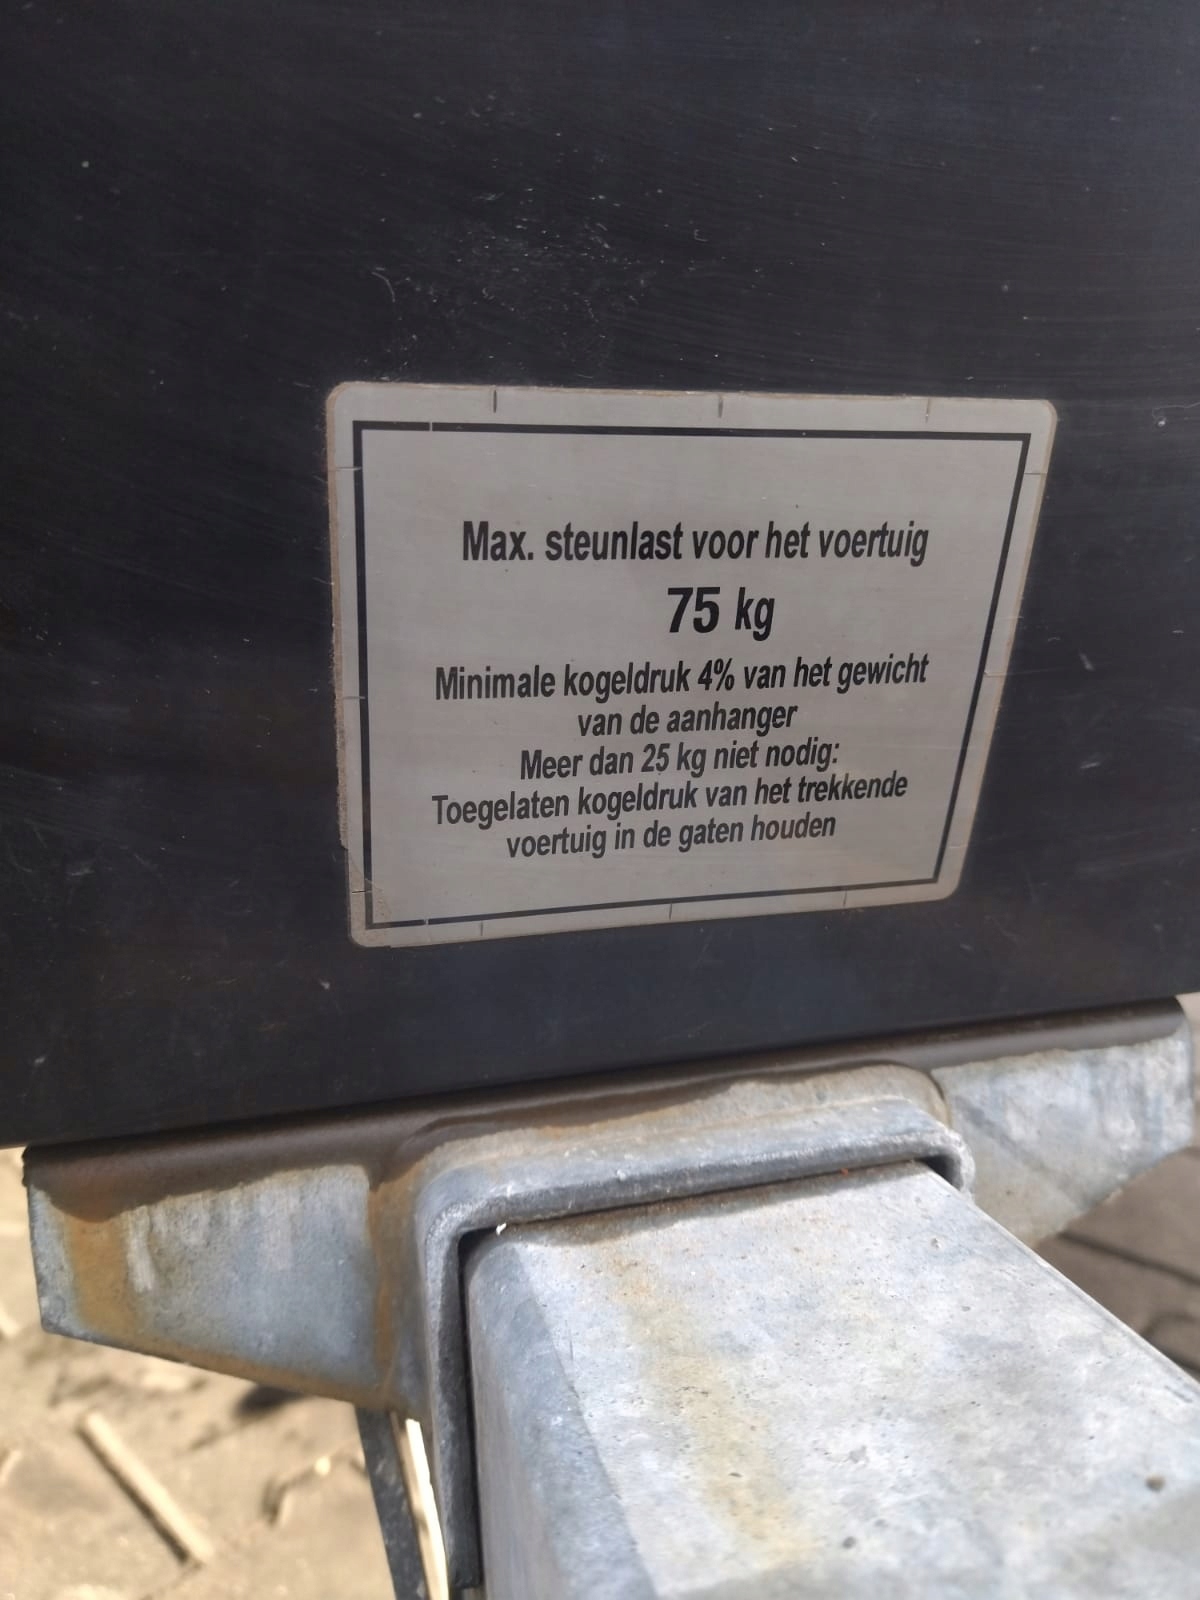 Max. steunlast voor het voertuig
75 kg
Minimale kogeldruk 4% van het gewicht
van de aanhanger
Meer dan 25 kg niet nodig:
Toegelaten kogeldruk van het trekkende
voertuig in de gaten houden